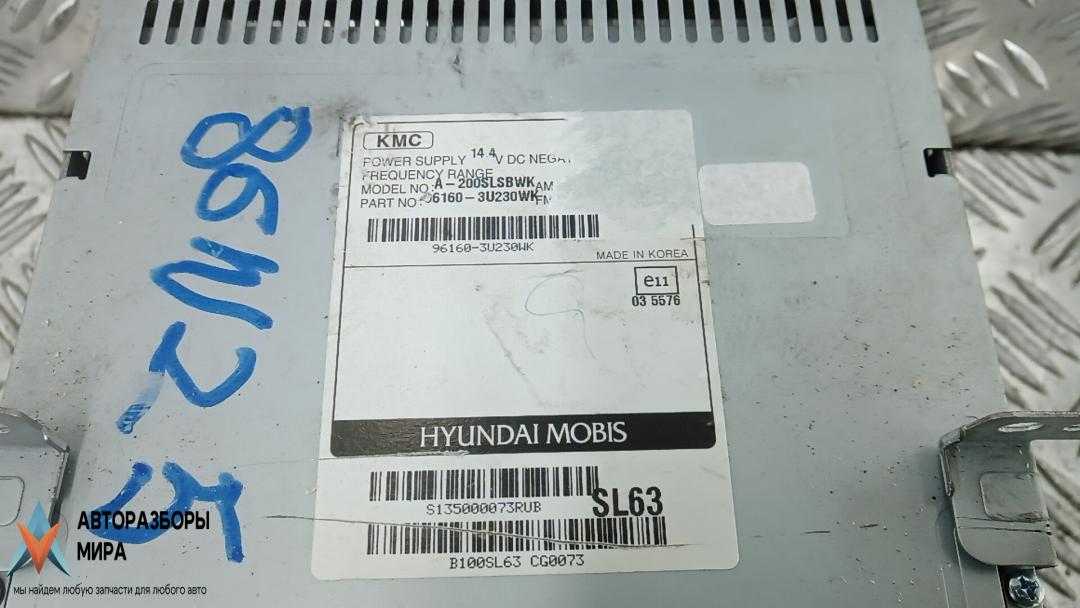 KMC
POWER SUPPLY 14.4V DC NEGA
FREQUENCY RANGE AM
MODEL NO: A-200SLSBWK
PART NO: 96160-3U230WK FM
96160-3U230WK
MADE IN KOREA
e11
03 5576
HYUNDAI MOBIS
S135000073RUB
SL63
B100SL63 CG0073
АВТОРАЗБОРЫ
МИРА
мы найдем любую запчасти для любого авто